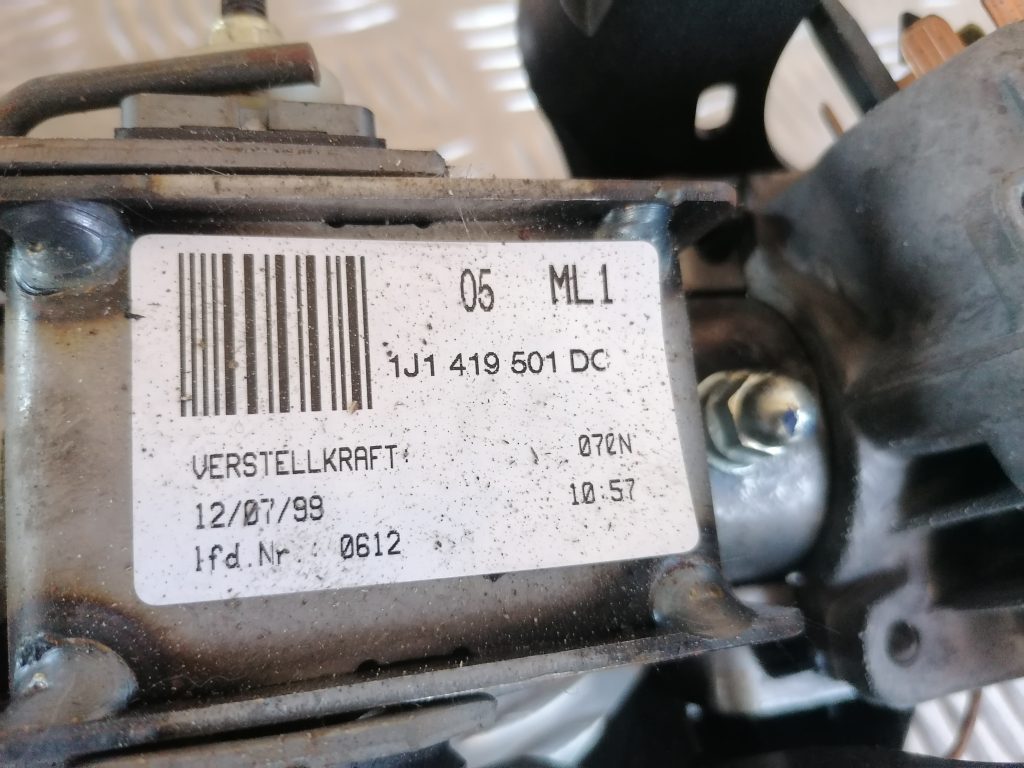 05 ML1
1J1 419 501 DC
VERSTELLKRAFT: 070N
12/07/99 10:57
lfd.Nr. : 0612